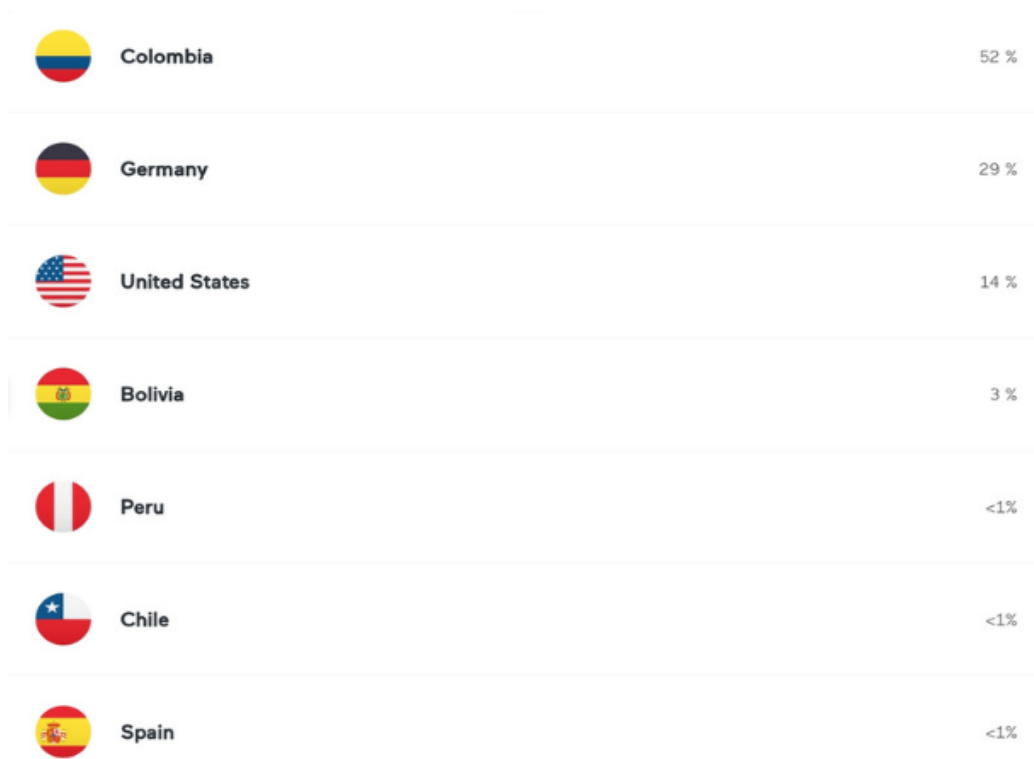 Colombia 52 %
Germany 29 %
United States 14 %
Bolivia 3 %
Peru <1%
Chile <1%
Spain <1%